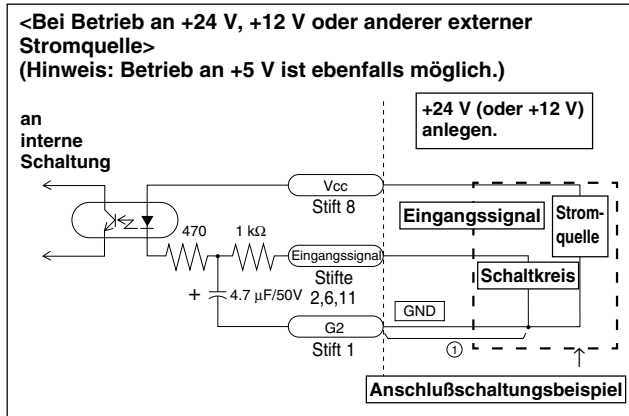 <Bei Betrieb an +24 V, +12 V oder anderer externer
Stromquelle>
(Hinweis: Betrieb an +5 V ist ebenfalls möglich.)
+24 V (oder +12 V)
anlegen.
an
interne
Schaltung
Vcc
Stift 8
Eingangssignal
Strom-
quelle
470
1 kΩ
Eingangssignal
Stifte
2,6,11
Schaltkreis
+
4.7 µF/50V
GND
G2
Stift 1
①
Anschlußschaltungsbeispiel